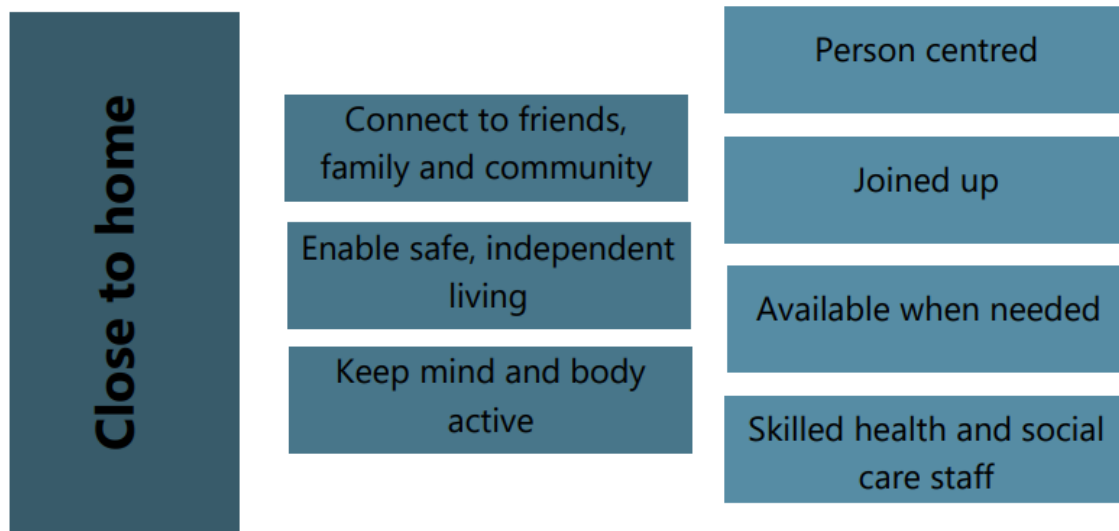 Close to home
Connect to friends,
family and community
Enable safe, independent
living
Keep mind and body
active
Person centred
Joined up
Available when needed
Skilled health and social
care staff